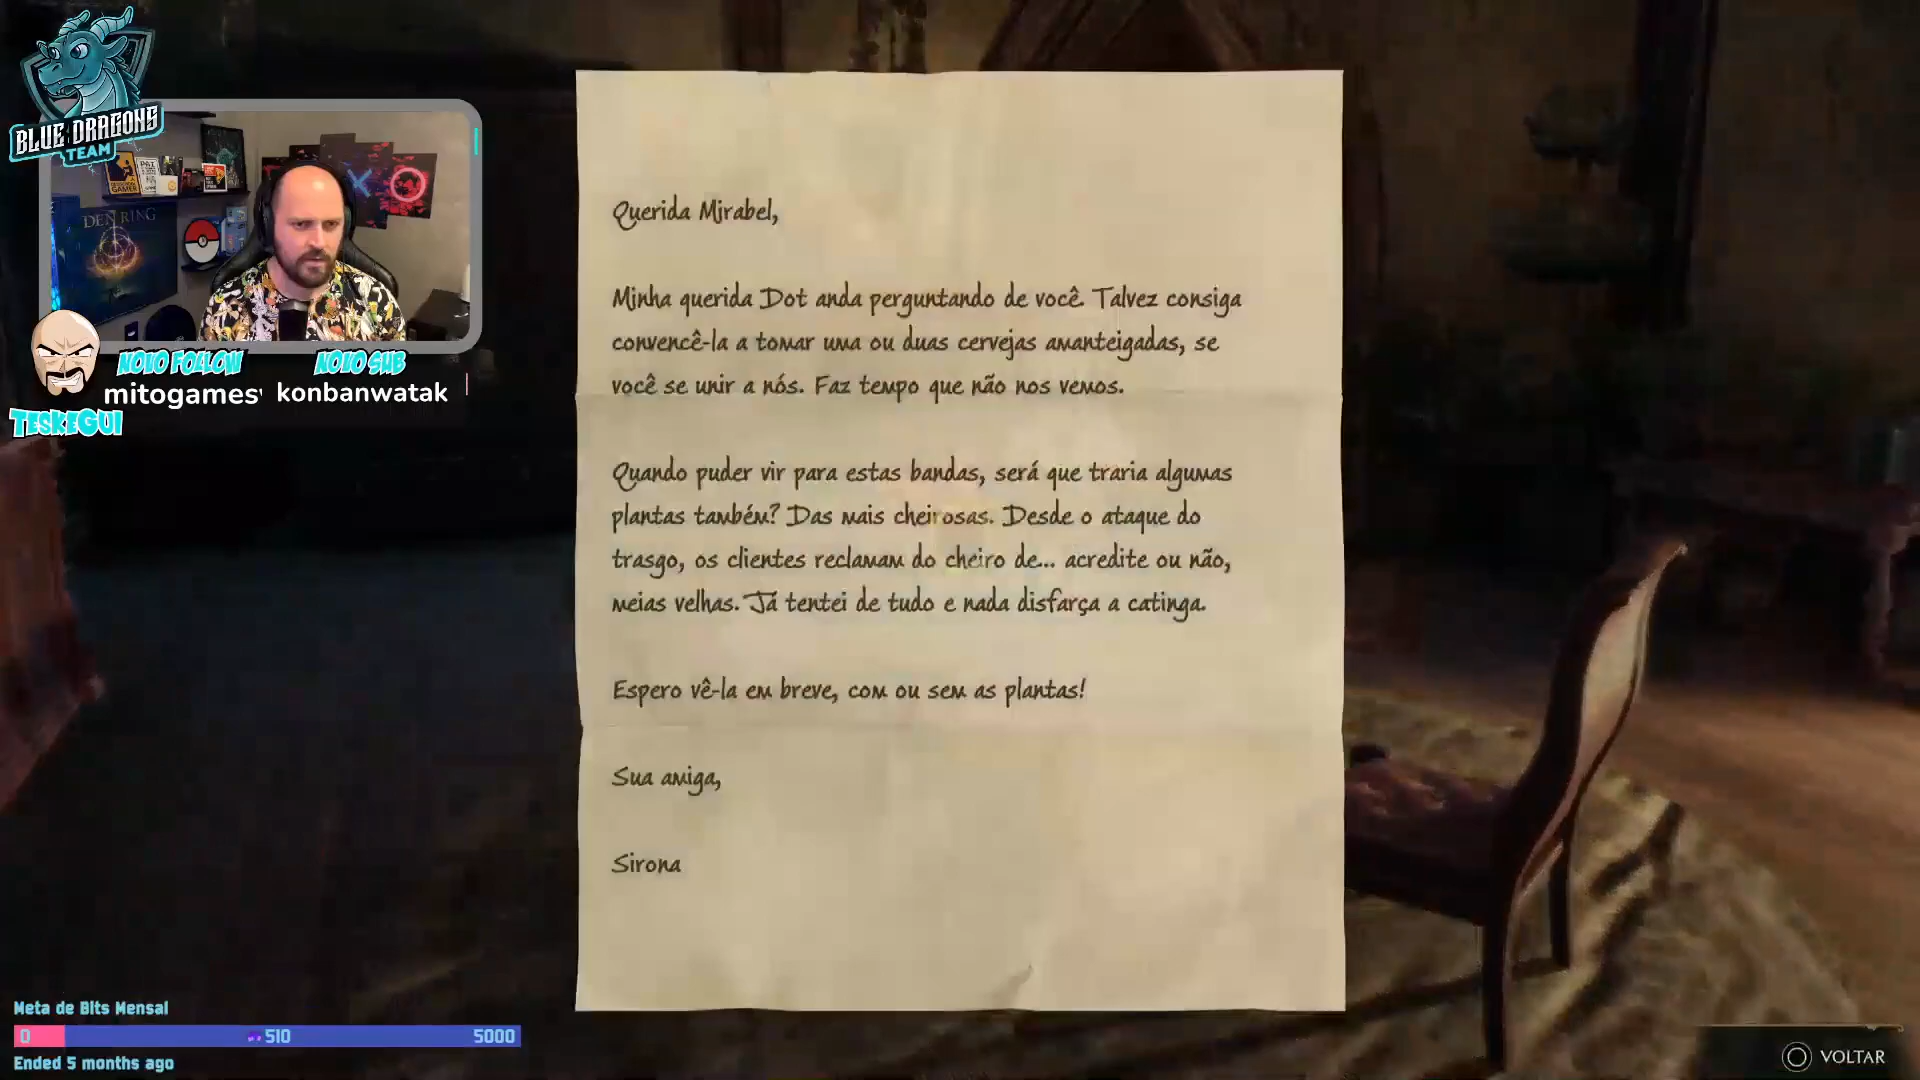 BLUE DRAGONS
TEAM
DEN RING
NOVO FOLLOW
NOVO SUB
mitogames
konbanwatak
TESKEGUI
Querida Mirabel,
Minha querida Dot anda perguntando de você. Talvez consiga
convencê-la a tomar uma ou duas cervejas amanteigadas, se
você se unir a nós. Faz tempo que não nos vemos.
Quando puder vir para estas bandas, será que traria algumas
plantas também? Das mais cheirosas. Desde o ataque do
trasgo, os clientes reclamam do cheiro de... acredite ou não,
meias velhas. Já tentei de tudo e nada disfarça a catinga.
Espero vê-la em breve, com ou sem as plantas!
Sua amiga,
Sirona
Meta de Bits Mensal
0 510 5000
Ended 5 months ago
VOLTAR